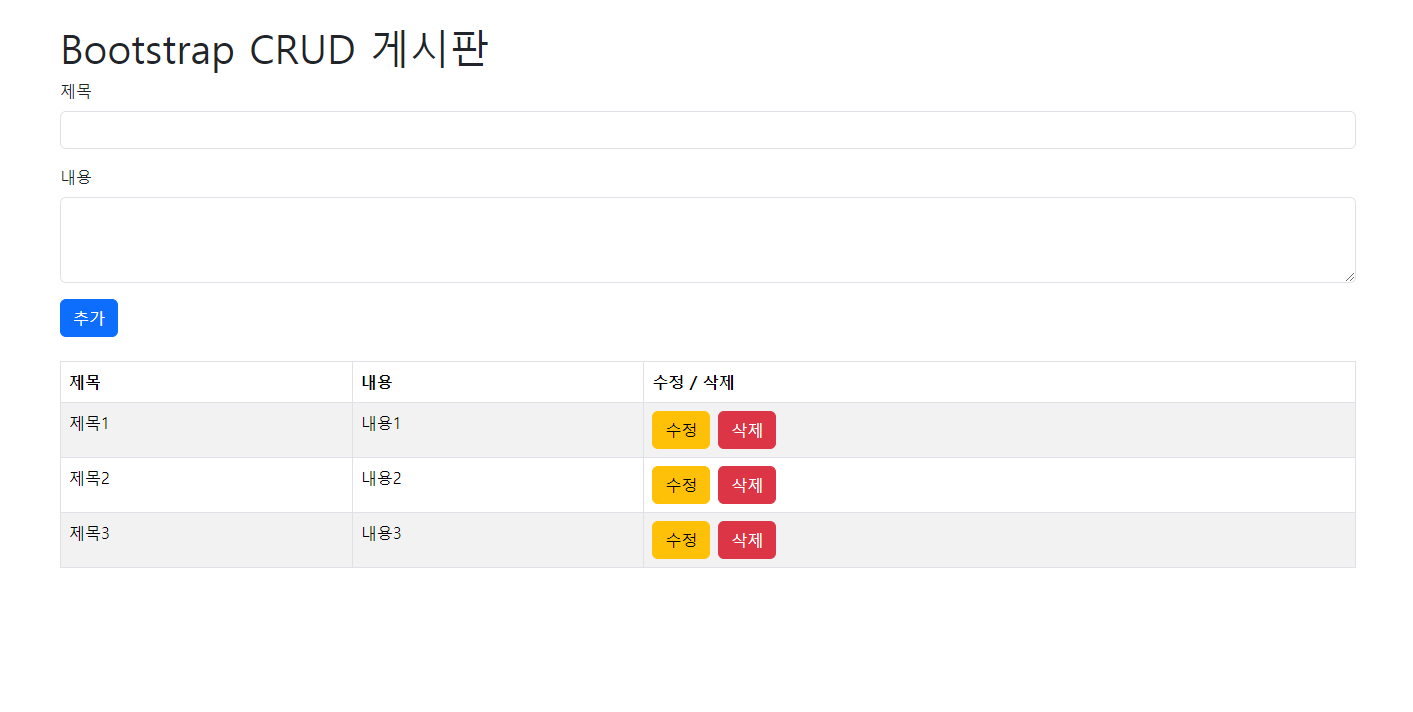 Bootstrap CRUD 게시판
제목
내용
추가
제목 내용 수정 / 삭제
제목1 내용1 수정 삭제
제목2 내용2 수정 삭제
제목3 내용3 수정 삭제